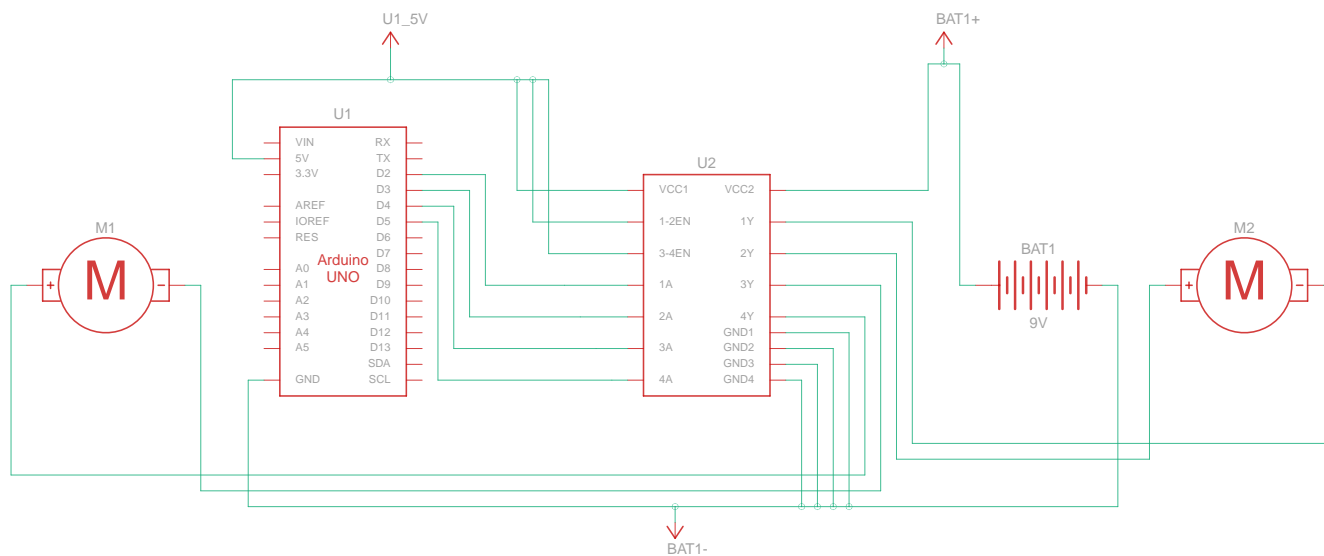 U1_5V
BAT1+
U1
VIN
RX
5V
TX
3.3V
D2
D3
AREF
D4
IOREF
D5
RES
D6
D7
Arduino
UNO
A0
D8
A1
D9
A2
D10
A3
D11
A4
D12
A5
D13
SDA
GND
SCL
U2
VCC1
VCC2
1-2EN
1Y
3-4EN
2Y
1A
3Y
2A
4Y
GND1
3A
GND2
GND3
4A
GND4
M1
+
M
-
BAT1
9V
M2
+
M
-
BAT1-